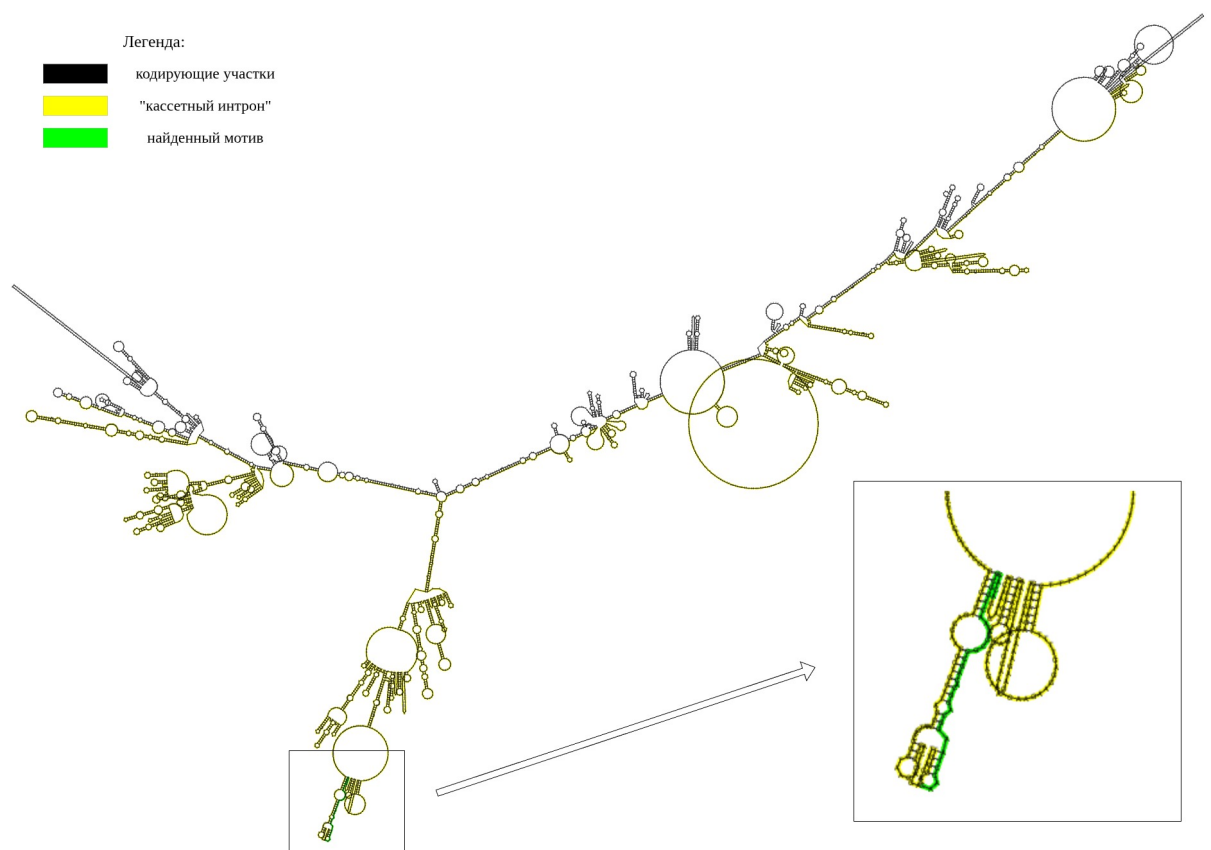 Легенда:
кодирующие участки
"кассетный интрон"
найденный мотив